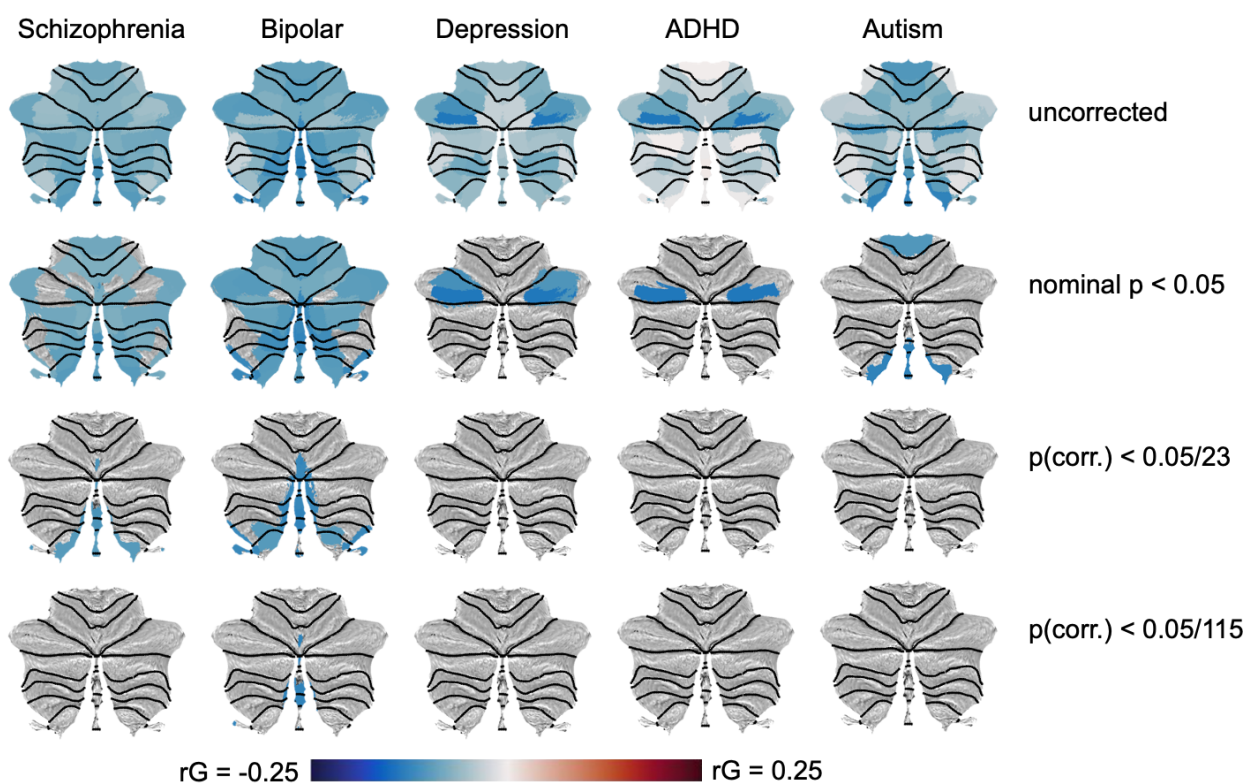 Schizophrenia Bipolar Depression ADHD Autism
uncorrected
nominal p < 0.05
p(corr.) < 0.05/23
p(corr.) < 0.05/115
rG = -0.25 rG = 0.25